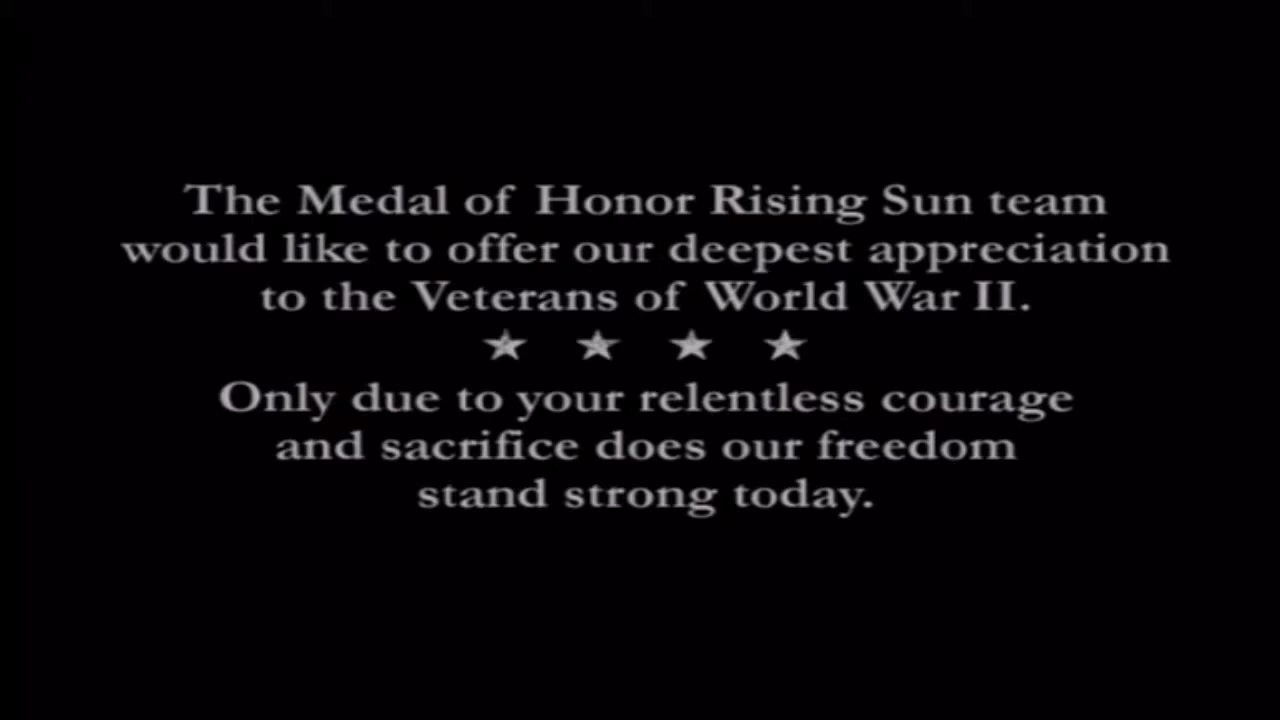 The Medal of Honor Rising Sun team
would like to offer our deepest appreciation
to the Veterans of World War II.
★ ★ ★ ★
Only due to your relentless courage
and sacrifice does our freedom
stand strong today.